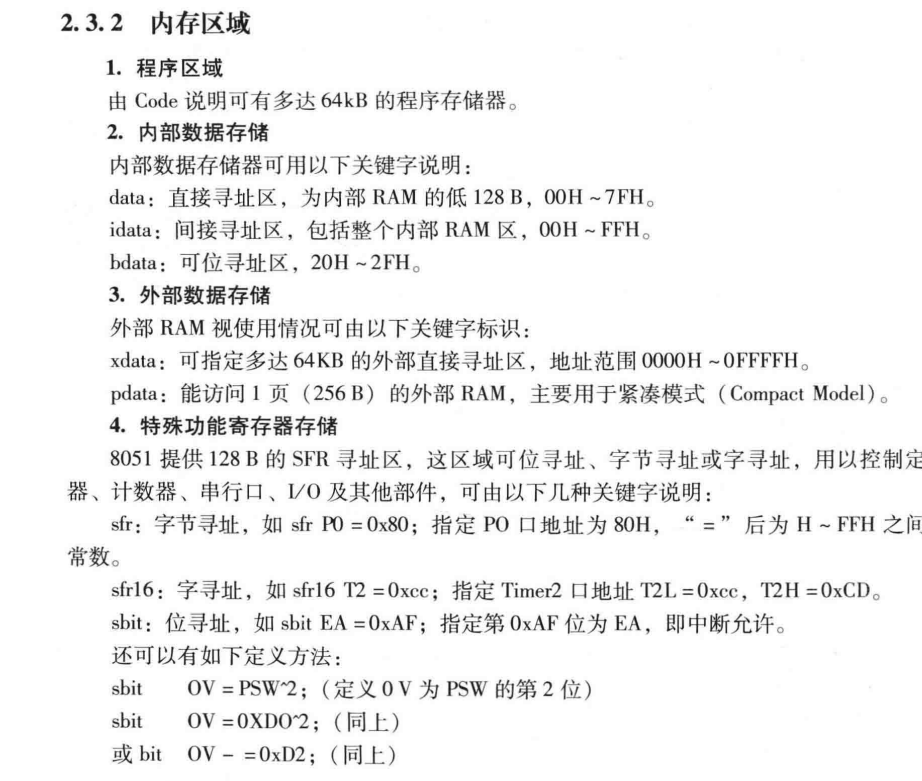 2.3.2 内存区域
1. 程序区域
由 Code 说明可有多达 64kB 的程序存储器。
2. 内部数据存储
内部数据存储器可用以下关键字说明：
data：直接寻址区，为内部 RAM 的低 128 B，00H ~ 7FH。
idata：间接寻址区，包括整个内部 RAM 区，00H ~ FFH。
bdata：可位寻址区，20H ~ 2FH。
3. 外部数据存储
外部 RAM 视使用情况可由以下关键字标识：
xdata：可指定多达 64KB 的外部直接寻址区，地址范围 0000H ~ 0FFFFH。
pdata：能访问 1 页（256 B）的外部 RAM，主要用于紧凑模式（Compact Model）。
4. 特殊功能寄存器存储
8051 提供 128 B 的 SFR 寻址区，这区域可位寻址、字节寻址或字寻址，用以控制定
器、计数器、串行口、I/O 及其他部件，可由以下几种关键字说明：
sfr：字节寻址，如 sfr P0 = 0x80；指定 PO 口地址为 80H，“ = ”后为 H ~ FFH 之间
常数。
sfr16：字寻址，如 sfr16 T2 = 0xcc；指定 Timer2 口地址 T2L = 0xcc，T2H = 0xCD。
sbit：位寻址，如 sbit EA = 0xAF；指定第 0xAF 位为 EA，即中断允许。
还可以有如下定义方法：
sbit OV = PSW^2；（定义 0 V 为 PSW 的第 2 位）
sbit OV = 0XDO^2；（同上）
或 bit OV - = 0xD2；（同上）